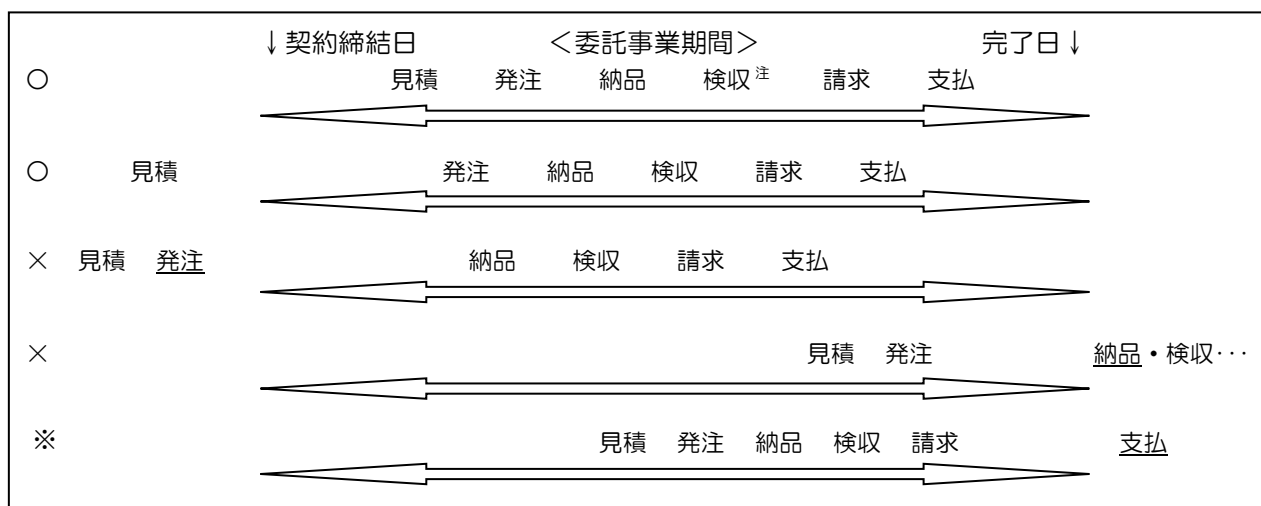 ↓契約締結日 <委託事業期間> 完了日↓
○ 見積 発注 納品 検収注 請求 支払
○ 見積 発注 納品 検収 請求 支払
× 見積 発注 納品 検収 請求 支払
× 見積 発注 納品・検収・・・
※ 見積 発注 納品 検収 請求 支払